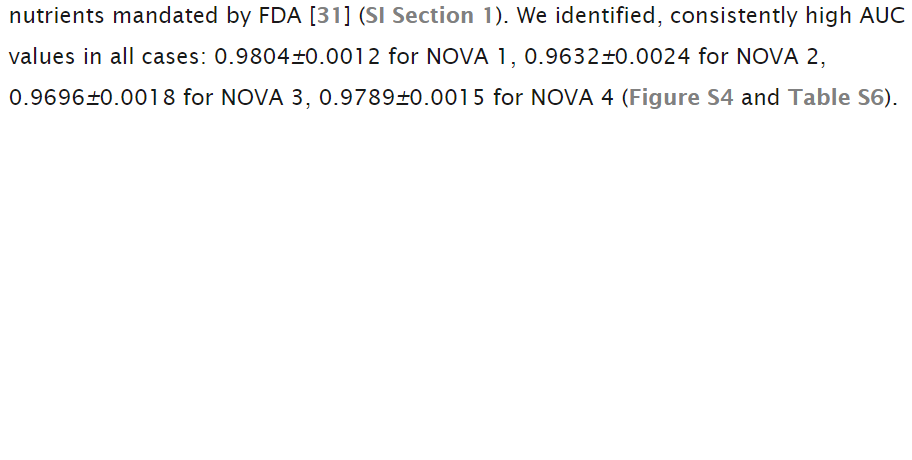 nutrients mandated by FDA [31] (SI Section 1). We identified, consistently high AUC
values in all cases: 0.9804±0.0012 for NOVA 1, 0.9632±0.0024 for NOVA 2,
0.9696±0.0018 for NOVA 3, 0.9789±0.0015 for NOVA 4 (Figure S4 and Table S6).